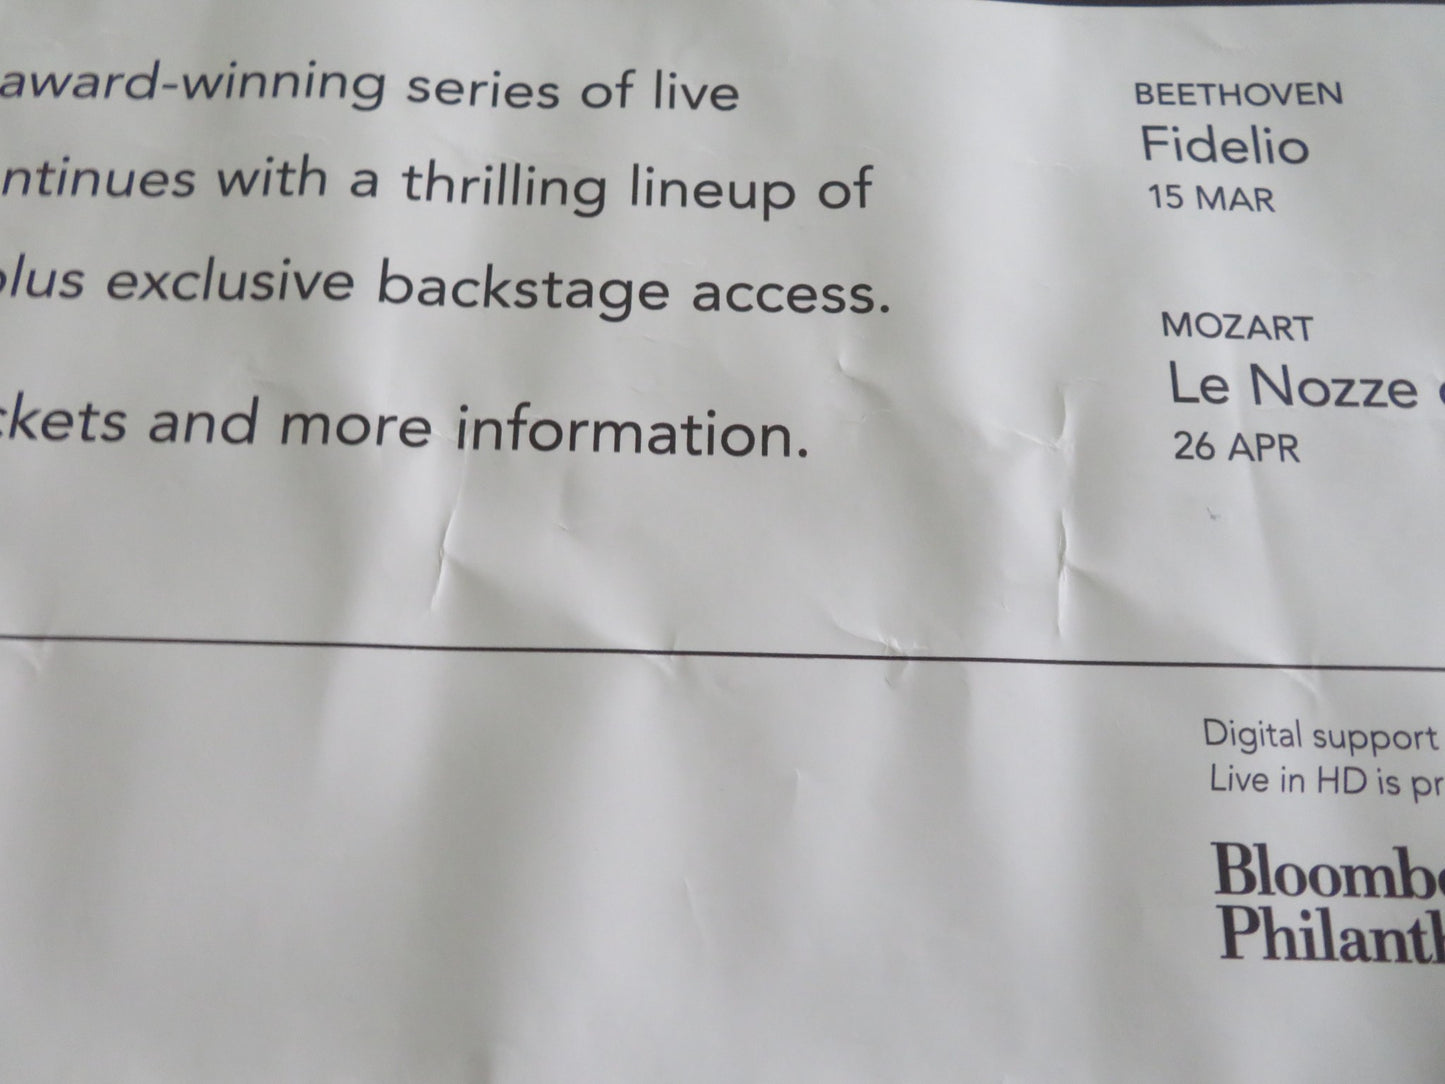 award-winning series of live
ntinues with a thrilling lineup of
plus exclusive backstage access.
ckets and more information.
BEETHOVEN
Fidelio
15 MAR
MOZART
Le Nozze
26 APR
Digital support
Live in HD is pr
Bloombe
Philanth